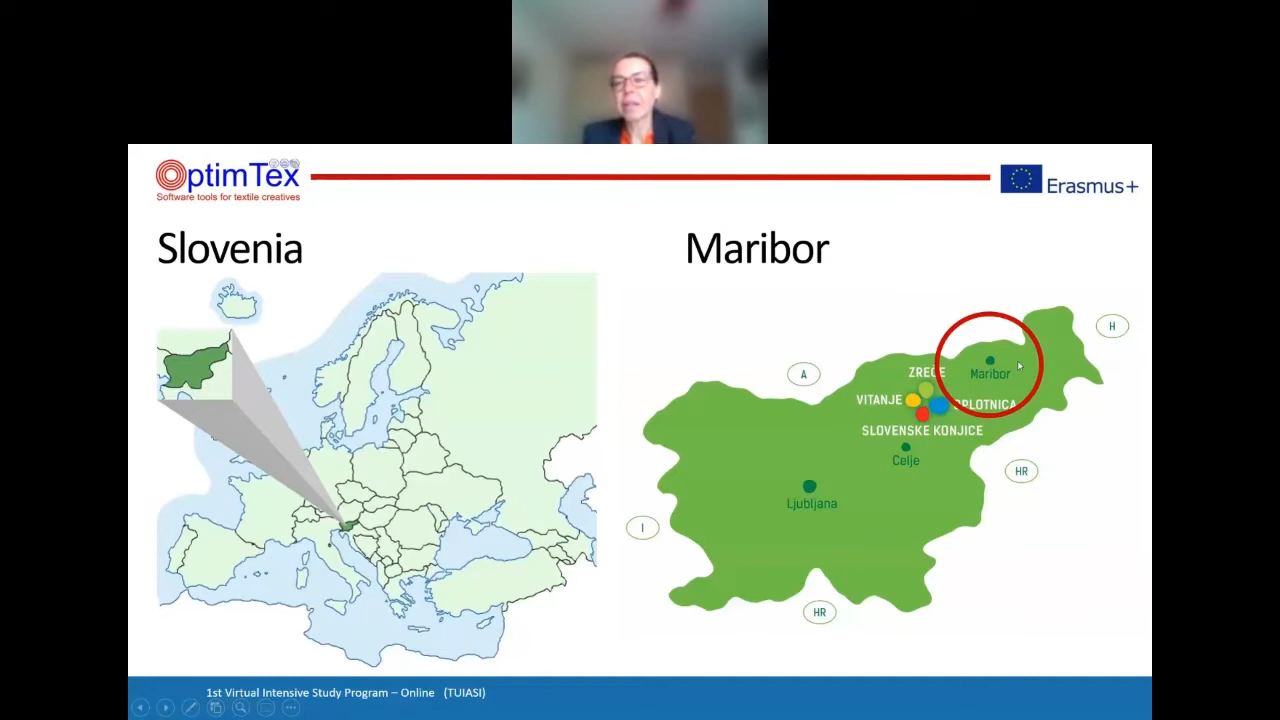 OptimTex
Software tools for textile creatives
Erasmus+
Slovenia
Maribor
H
A
Maribor
ZREČE
VITANJE
OPLOTNICA
SLOVENSKE KONJICE
Celje
HR
Ljubljana
I
HR
1st Virtual Intensive Study Program – Online (TUIASI)